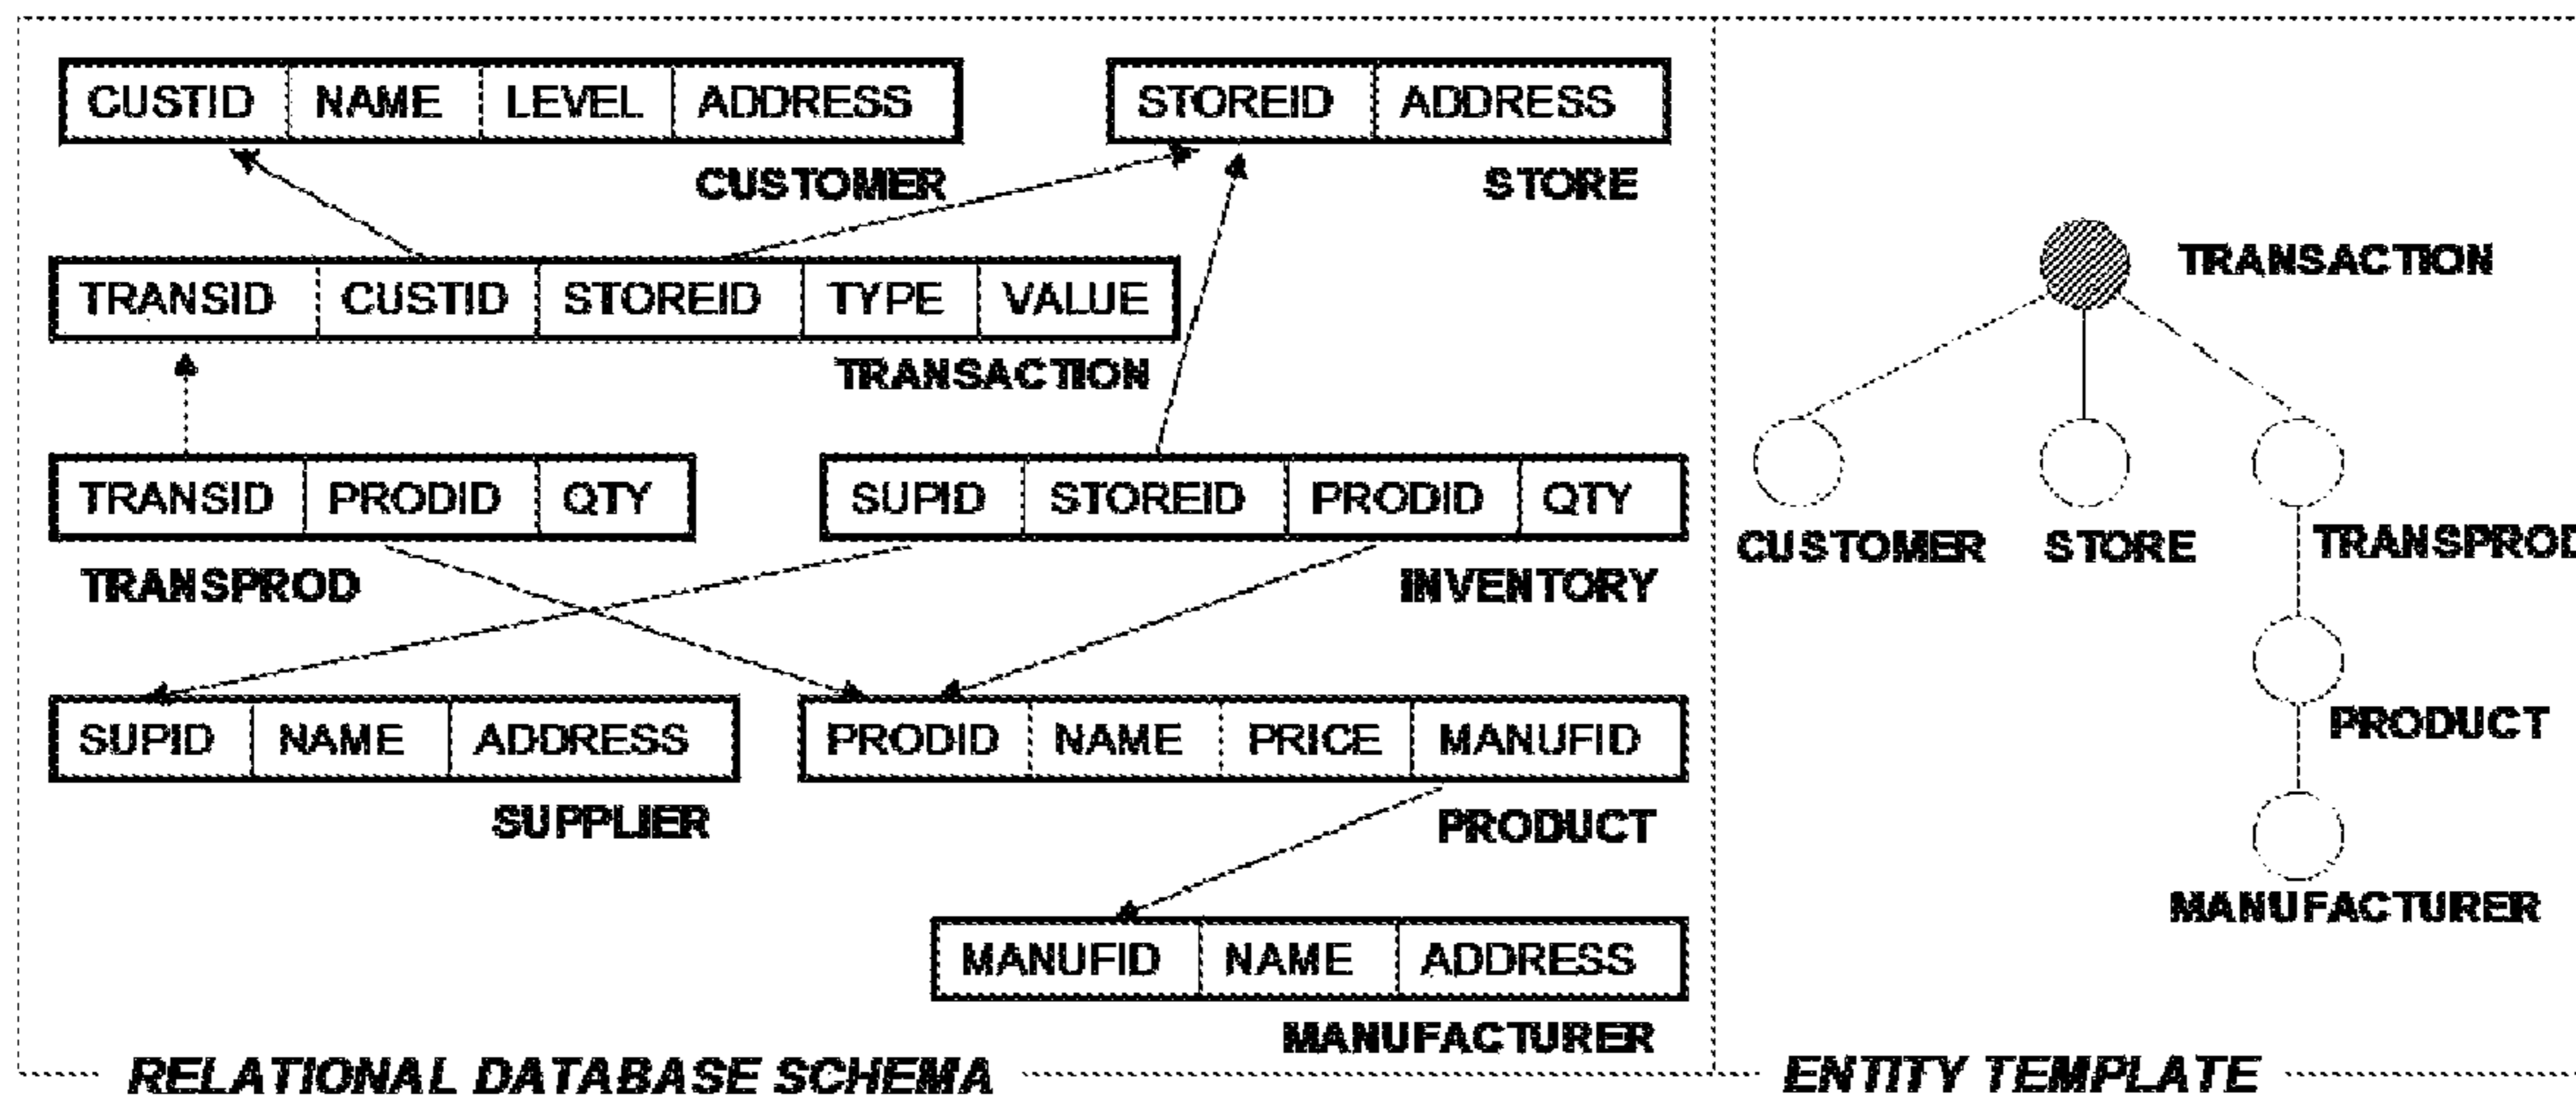 CUSTID NAME LEVEL ADDRESS
CUSTOMER
STOREID ADDRESS
STORE
TRANSID CUSTID STOREID TYPE VALUE
TRANSACTION
TRANSID PRODID QTY
TRANSPROD
SUPID STOREID PRODID QTY
INVENTORY
SUPID NAME ADDRESS
SUPPLIER
PRODID NAME PRICE MANUFID
PRODUCT
MANUFID NAME ADDRESS
MANUFACTURER
RELATIONAL DATABASE SCHEMA
TRANSACTION
CUSTOMER
STORE
TRANSPROD
PRODUCT
MANUFACTURER
ENTITY TEMPLATE